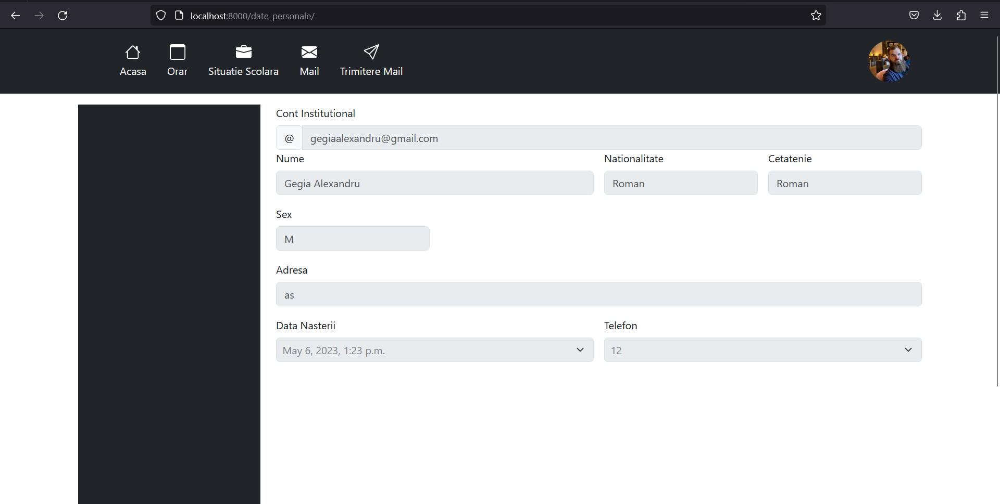 localhost:8000/date_personale/
Acasa Orar Situatie Scolara Mail Trimitere Mail
Cont Institutional
@ gegiaalexandru@gmail.com
Nume Nationalitate Cetatenie
Gegia Alexandru Roman Roman
Sex
M
Adresa
as
Data Nasterii Telefon
May 6, 2023, 1:23 p.m. 12